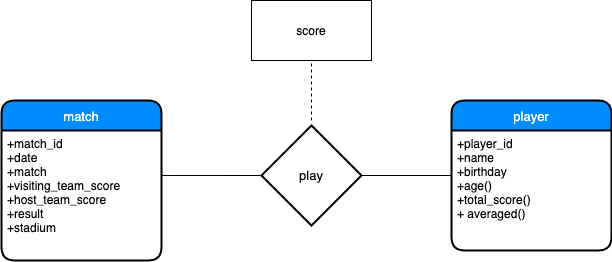 score
match
+match_id
+date
+match
+visiting_team_score
+host_team_score
+result
+stadium
play
player
+player_id
+name
+birthday
+age()
+total_score()
+ averaged()